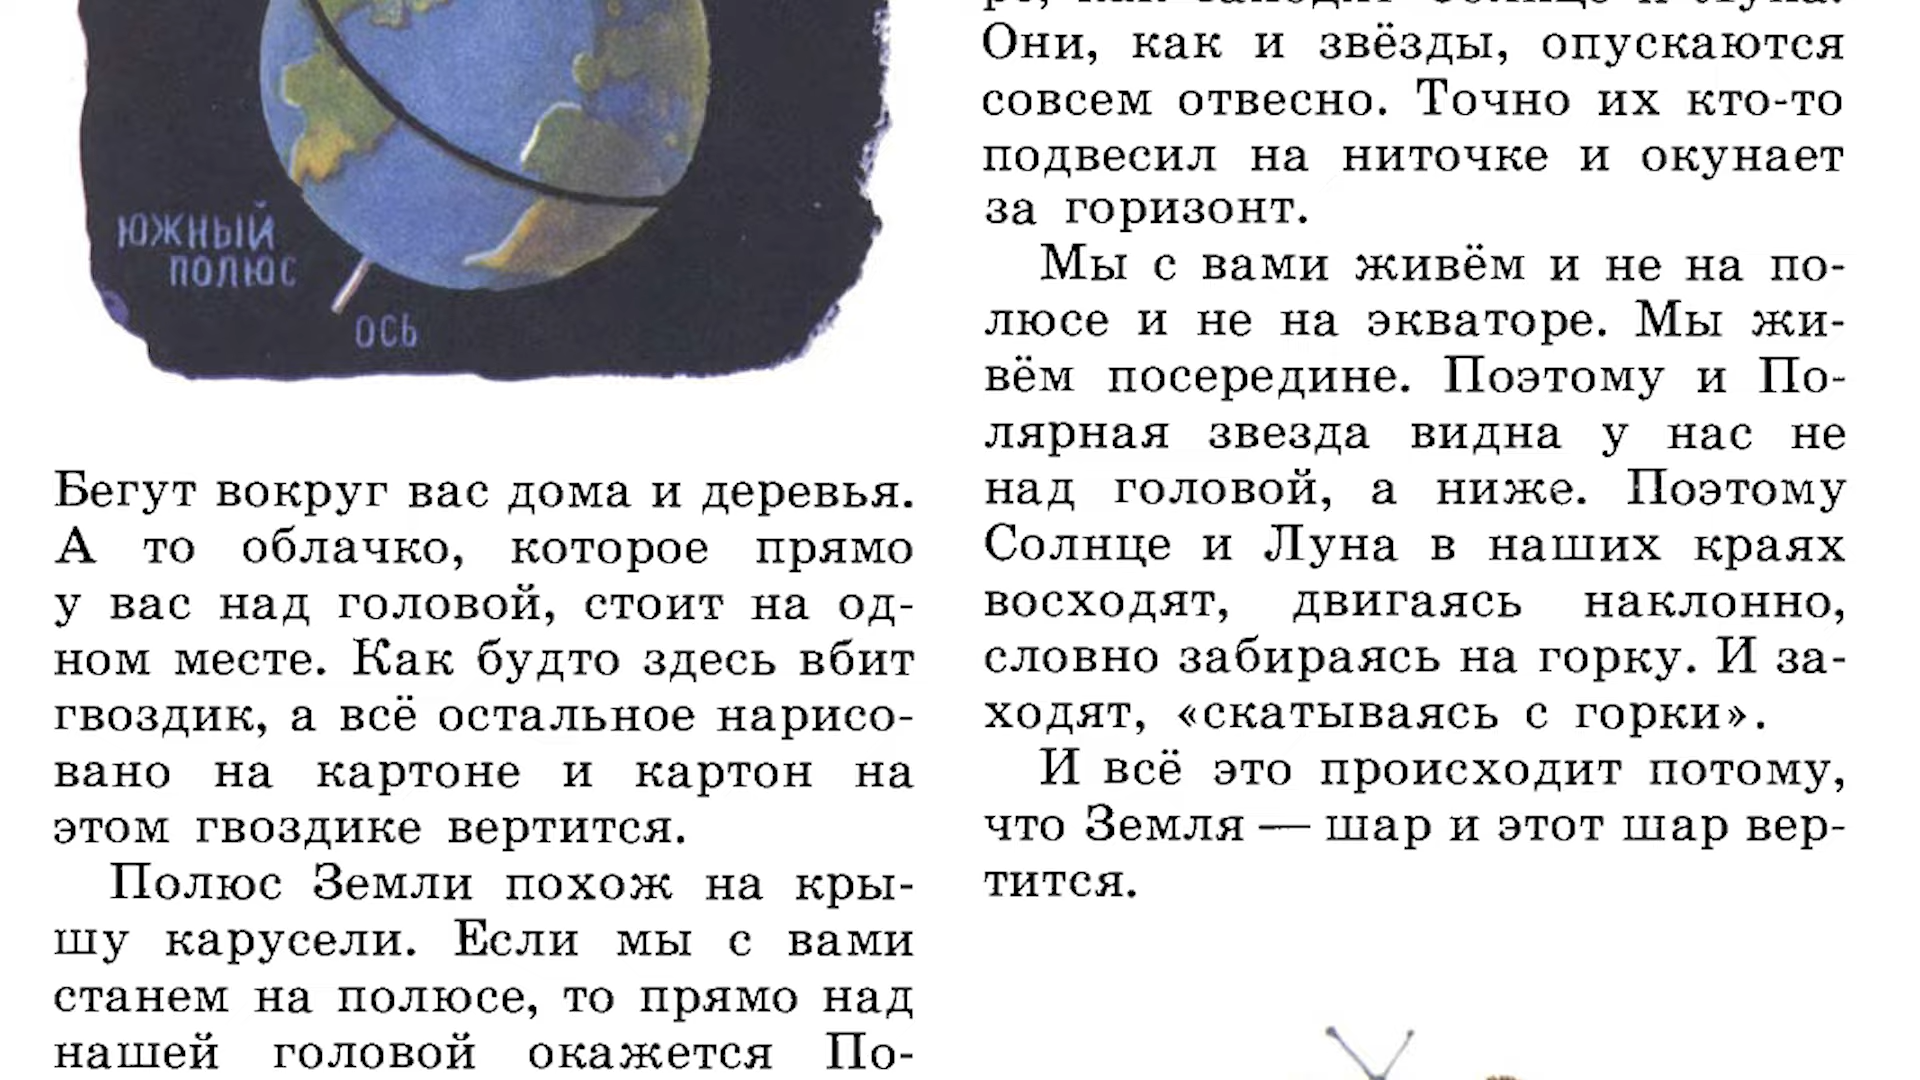 ЮЖНЫЙ
ПОЛЮС
ОСЬ
Бегут вокруг вас дома и деревья.
А то облачко, которое прямо
у вас над головой, стоит на од-
ном месте. Как будто здесь вбит
гвоздик, а всё остальное нарисо-
вано на картоне и картон на
этом гвоздике вертится.
Полюс Земли похож на кры-
шу карусели. Если мы с вами
станем на полюсе, то прямо над
нашей головой окажется По-
Они, как и звёзды, опускаются
совсем отвесно. Точно их кто-то
подвесил на ниточке и окунает
за горизонт.
Мы с вами живём и не на по-
люсе и не на экваторе. Мы жи-
вём посередине. Поэтому и По-
лярная звезда видна у нас не
над головой, а ниже. Поэтому
Солнце и Луна в наших краях
восходят, двигаясь наклонно,
словно забираясь на горку. И за-
ходят, «скатываясь с горки».
И всё это происходит потому,
что Земля — шар и этот шар вер-
тится.